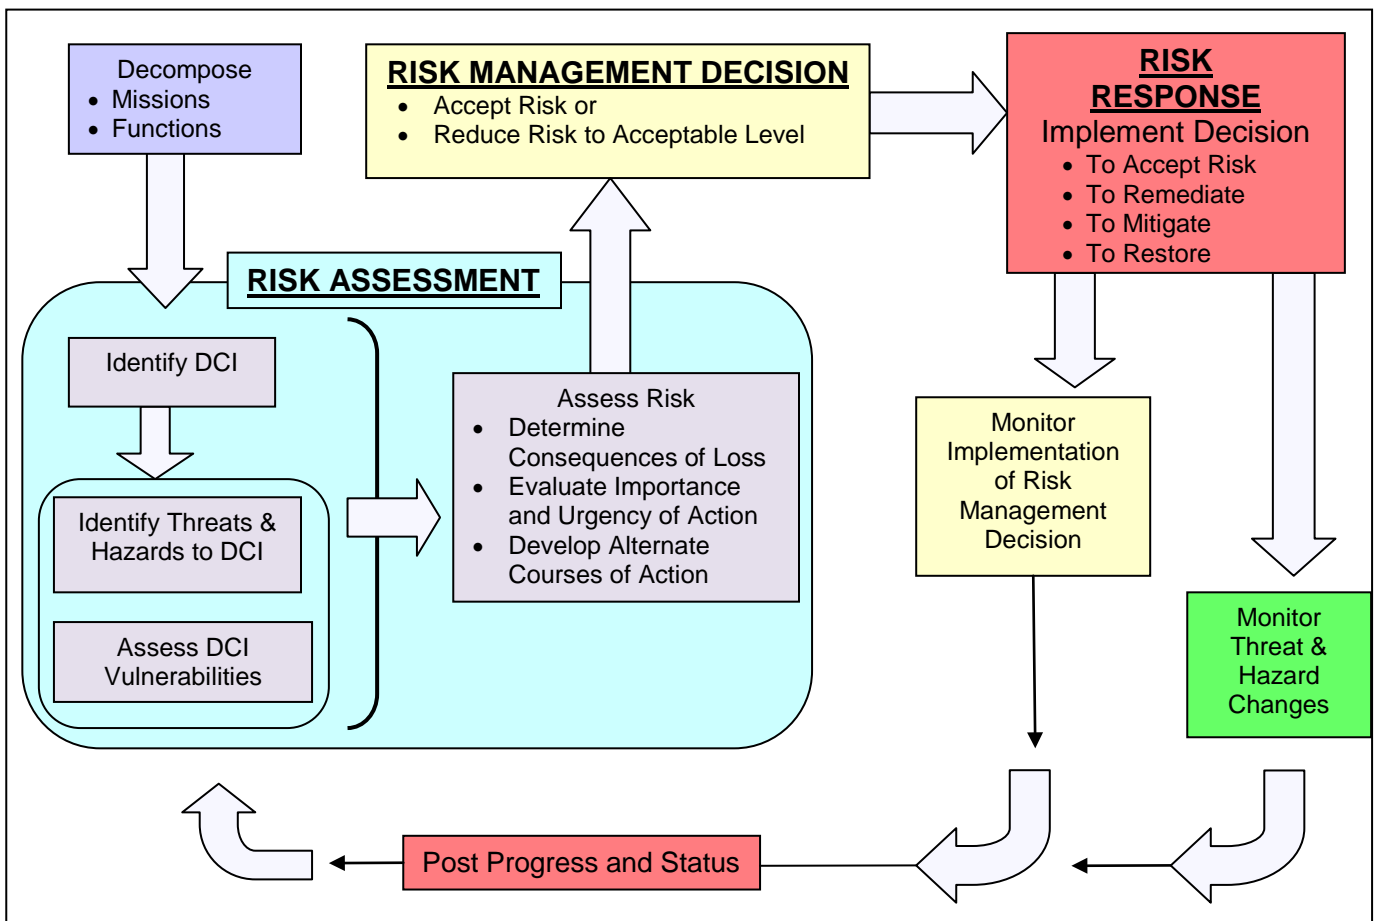 Decompose
• Missions
• Functions
RISK MANAGEMENT DECISION
• Accept Risk or
• Reduce Risk to Acceptable Level
RISK
RESPONSE
Implement Decision
• To Accept Risk
• To Remediate
• To Mitigate
• To Restore
RISK ASSESSMENT
Identify DCI
Identify Threats &
Hazards to DCI
Assess DCI
Vulnerabilities
Assess Risk
• Determine
Consequences of Loss
• Evaluate Importance
and Urgency of Action
• Develop Alternate
Courses of Action
Monitor
Implementation
of Risk
Management
Decision
Monitor
Threat &
Hazard
Changes
Post Progress and Status